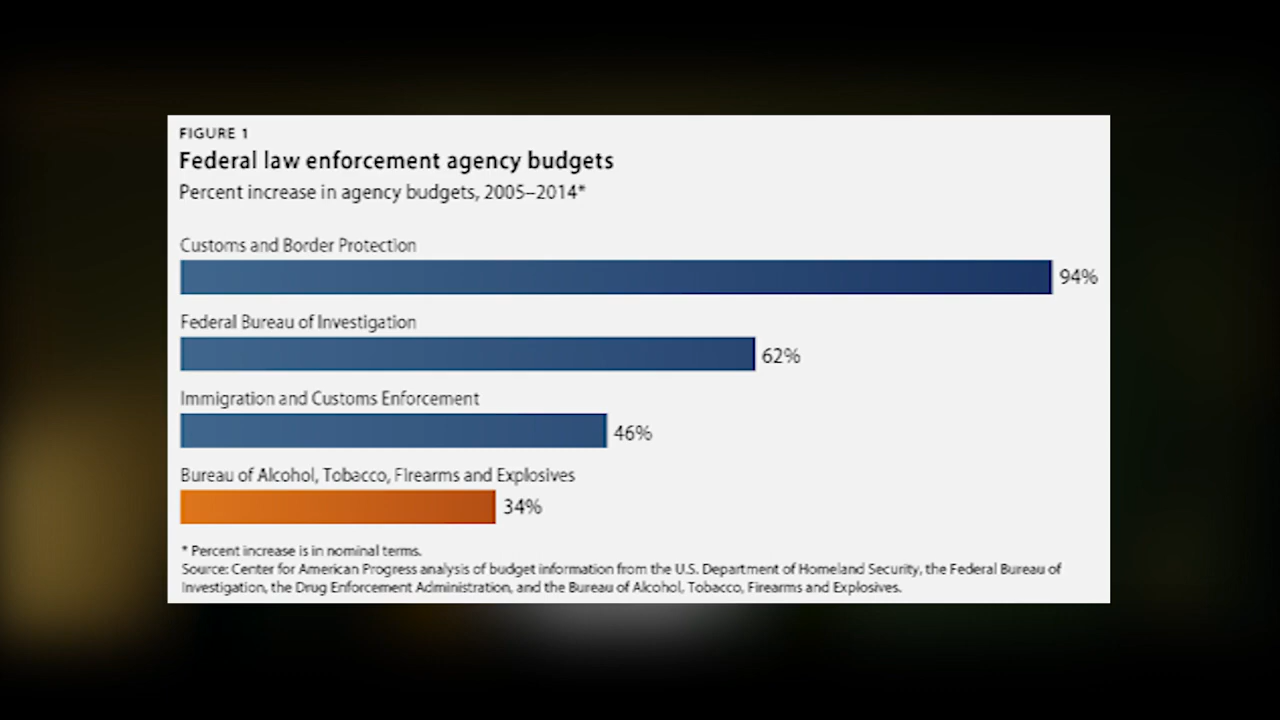 FIGURE 1
Federal law enforcement agency budgets
Percent increase in agency budgets, 2005–2014*
Customs and Border Protection
94%
Federal Bureau of Investigation
62%
Immigration and Customs Enforcement
46%
Bureau of Alcohol, Tobacco, Firearms and Explosives
34%
* Percent increase is in nominal terms.
Source: Center for American Progress analysis of budget information from the U.S. Department of Homeland Security, the Federal Bureau of
Investigation, the Drug Enforcement Administration, and the Bureau of Alcohol, Tobacco, Firearms and Explosives.